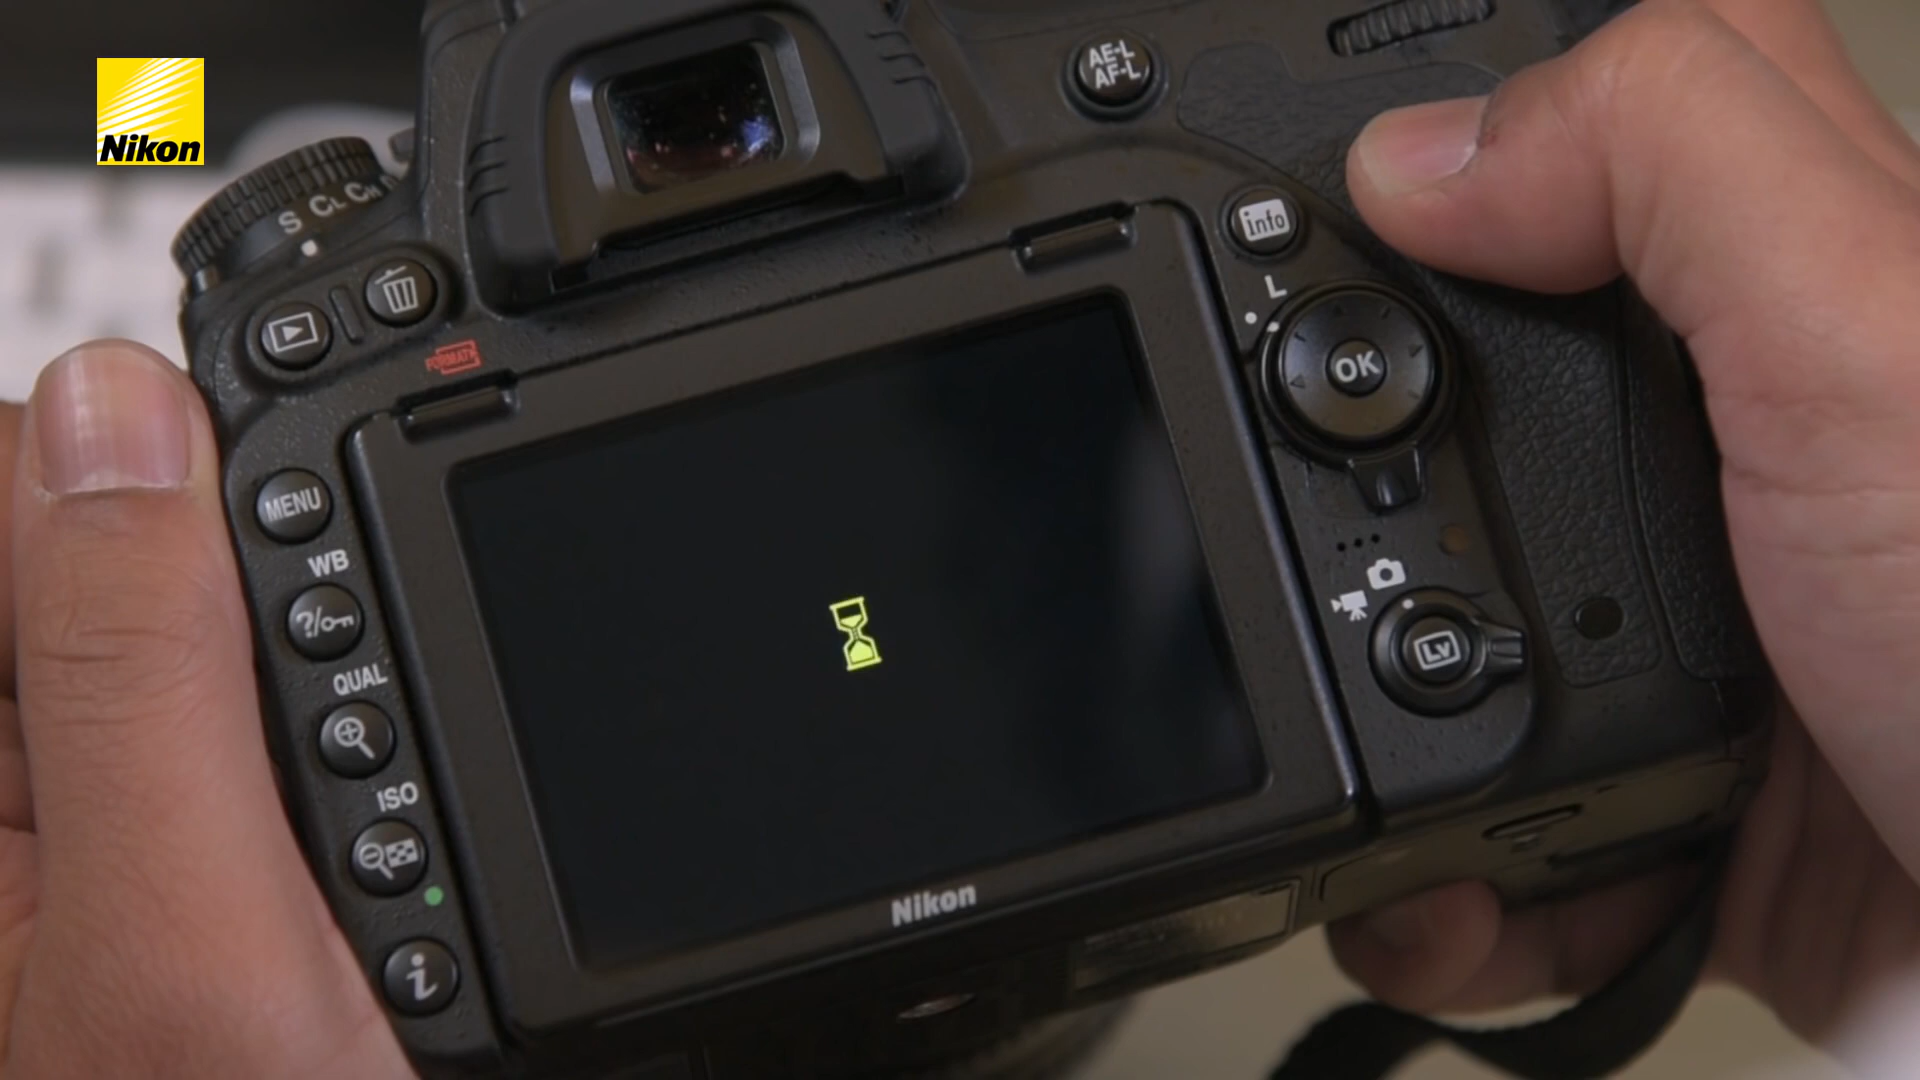 Nikon
AE-L
AF-L
S CL CH
info
L
FORMAT
OK
MENU
WB
?/
QUAL
ISO
Lv
Nikon
i